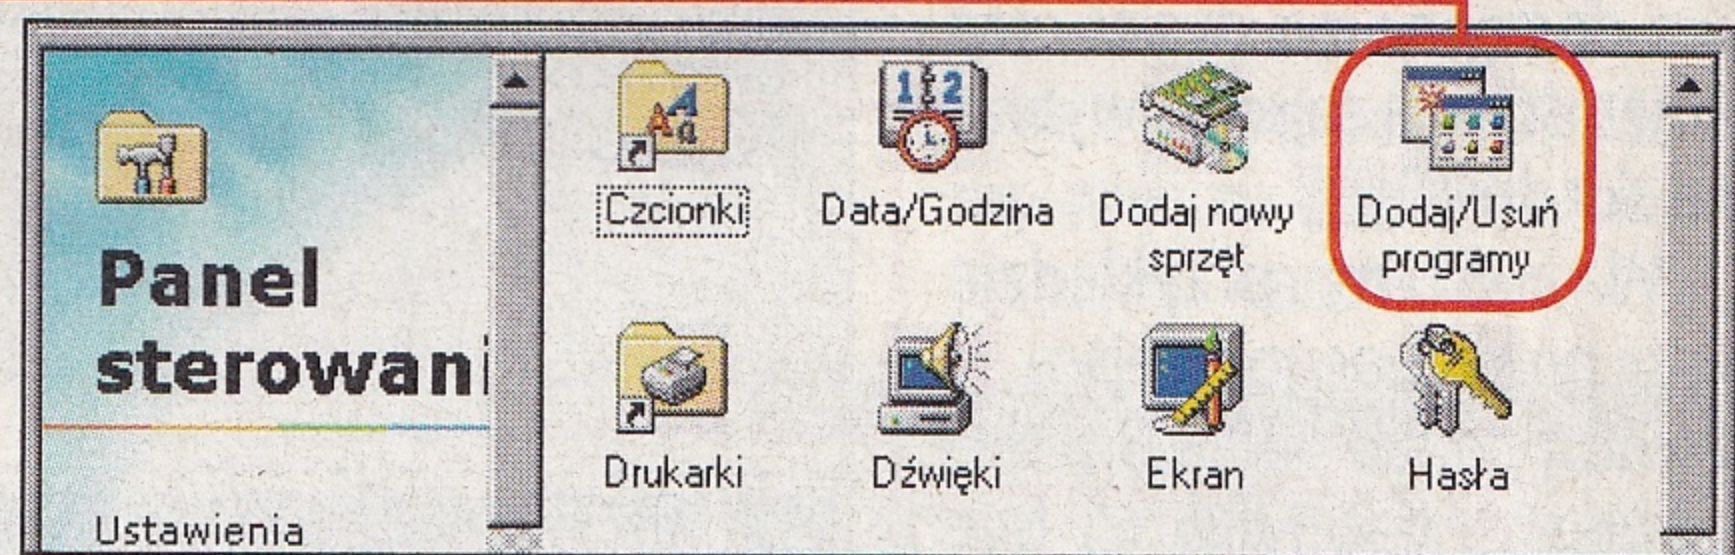 Panel
sterowani
Ustawienia
Czcionki
Data/Godzina
Dodaj nowy
sprzęt
Dodaj/Usuń
programy
Drukarki
Dźwięki
Ekran
Hasła